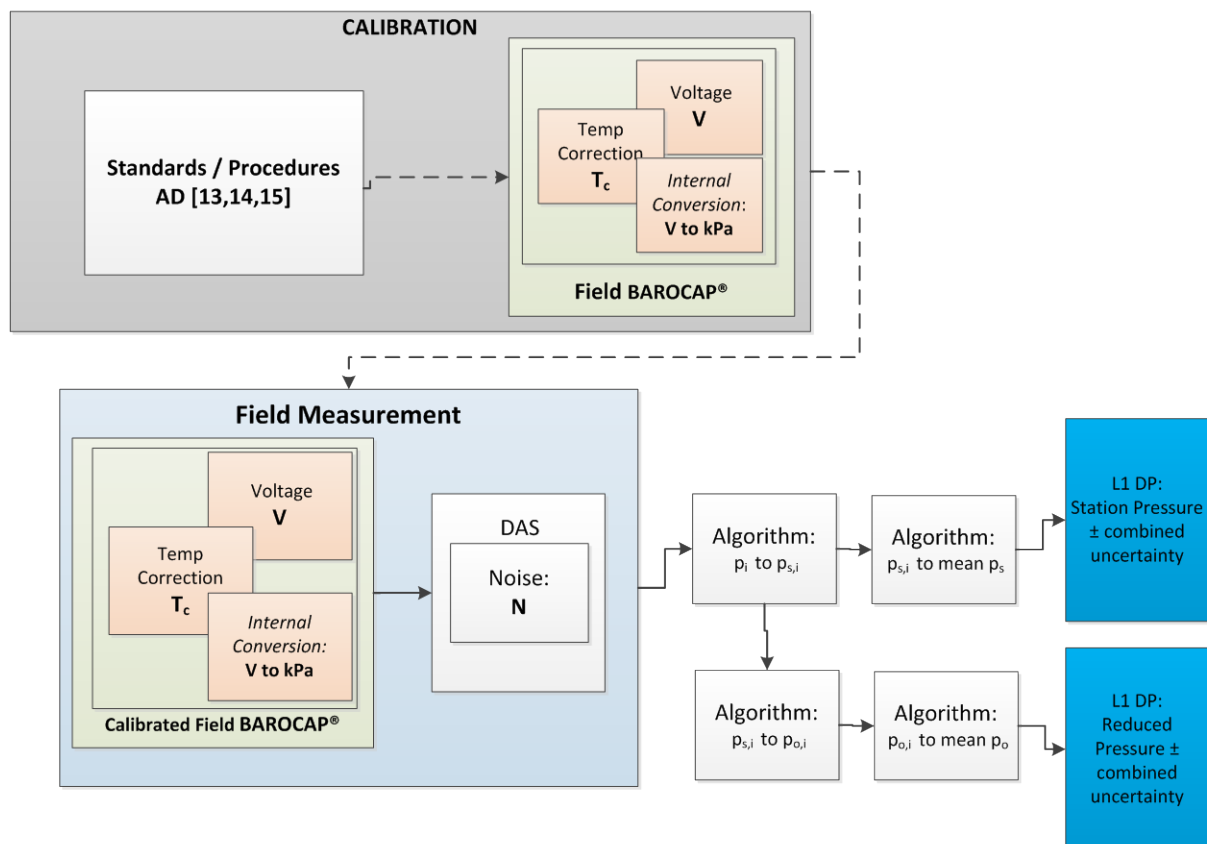 CALIBRATION
Standards / Procedures
AD [13,14,15]
Voltage
V
Temp
Correction
Tc
Internal
Conversion:
V to kPa
Field BAROCAP®
Field Measurement
Voltage
V
Temp
Correction
Tc
Internal
Conversion:
V to kPa
Calibrated Field BAROCAP®
DAS
Noise:
N
Algorithm:
pi to ps,i
Algorithm:
ps,i to mean ps
L1 DP:
Station Pressure
± combined
uncertainty
Algorithm:
ps,i to po,i
Algorithm:
po,i to mean po
L1 DP:
Reduced
Pressure ±
combined
uncertainty